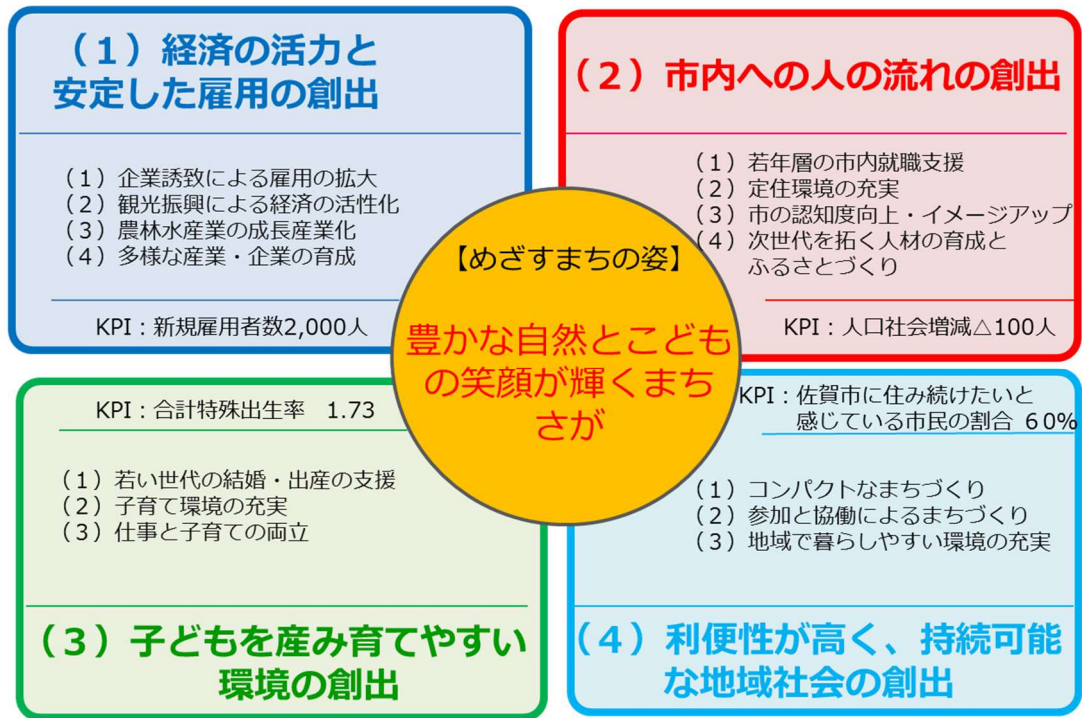 （１）経済の活力と
安定した雇用の創出
（１）企業誘致による雇用の拡大
（２）観光振興による経済の活性化
（３）農林水産業の成長産業化
（４）多様な産業・企業の育成
KPI：新規雇用者数2,000人
（２）市内への人の流れの創出
（１）若年層の市内就職支援
（２）定住環境の充実
（３）市の認知度向上・イメージアップ
（４）次世代を拓く人材の育成と
ふるさとづくり
KPI：人口社会増減△100人
【めざすまちの姿】
豊かな自然とこども
の笑顔が輝くまち
さが
KPI：合計特殊出生率　1.73
（１）若い世代の結婚・出産の支援
（２）子育て環境の充実
（３）仕事と子育ての両立
（３）子どもを産み育てやすい
環境の創出
KPI：佐賀市に住み続けたいと
感じている市民の割合 ６０%
（１）コンパクトなまちづくり
（２）参加と協働によるまちづくり
（３）地域で暮らしやすい環境の充実
（４）利便性が高く、持続可能
な地域社会の創出